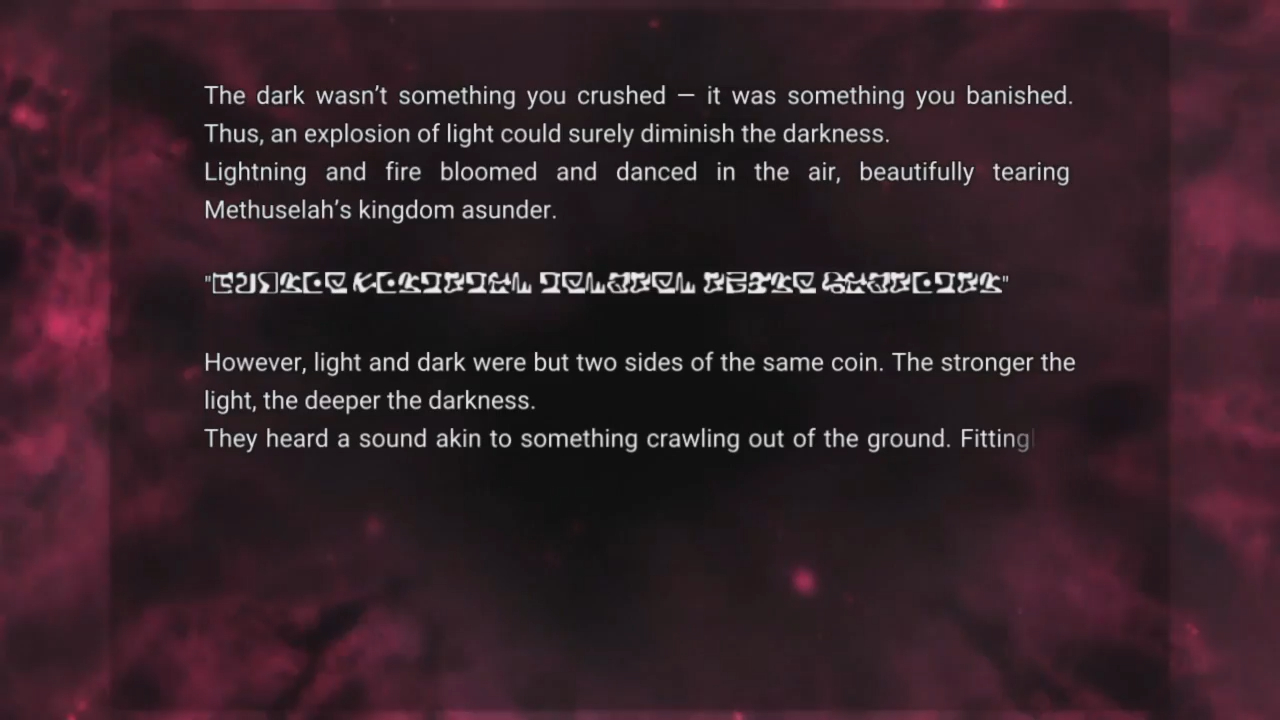 The dark wasn’t something you crushed — it was something you banished.
Thus, an explosion of light could surely diminish the darkness.
Lightning and fire bloomed and danced in the air, beautifully tearing
Methuselah’s kingdom asunder.
However, light and dark were but two sides of the same coin. The stronger the
light, the deeper the darkness.
They heard a sound akin to something crawling out of the ground. Fittingl